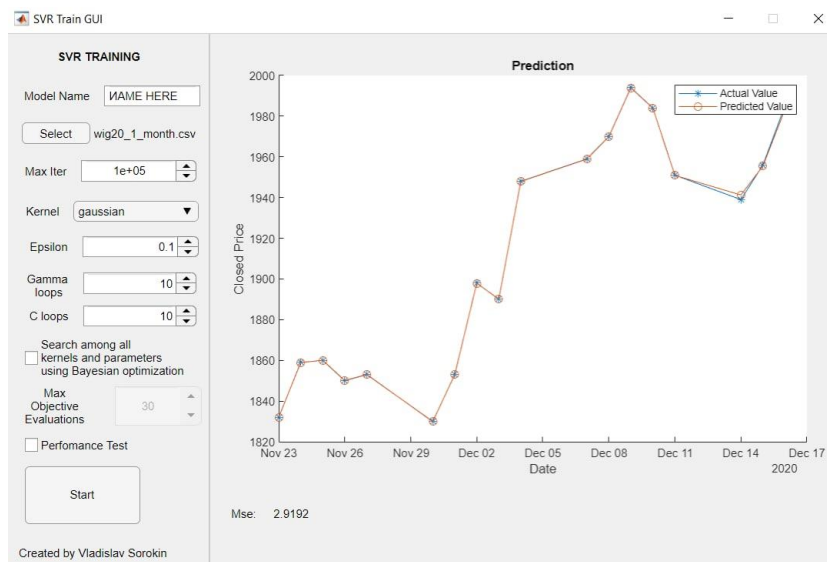 SVR Train GUI
SVR TRAINING
Model Name ИAME HERE
Select wig20_1_month.csv
Max Iter 1e+05
Kernel gaussian
Epsilon 0.1
Gamma
loops 10
C loops 10
Search among all
kernels and parameters
using Bayesian optimization
Max
Objective
Evaluations 30
Perfomance Test
Start
Created by Vladislav Sorokin
Prediction
Actual Value
Predicted Value
Closed Price
2000
1980
1960
1940
1920
1900
1880
1860
1840
1820
Nov 23 Nov 26 Nov 29 Dec 02 Dec 05 Dec 08 Dec 11 Dec 14 Dec 17
Date 2020
Mse: 2.9192